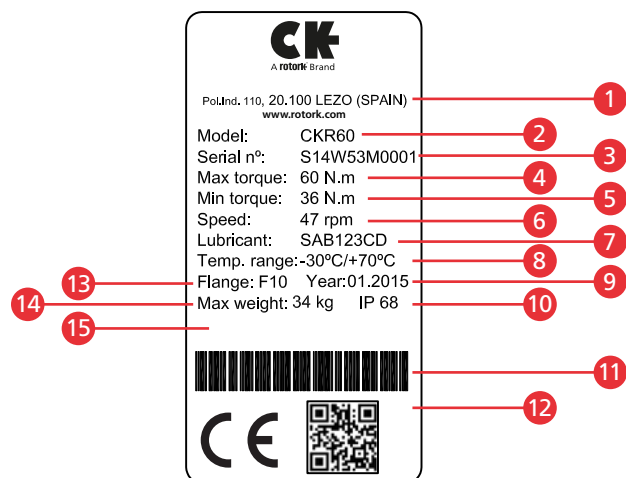 CK
A rotork Brand
Pol.Ind. 110, 20.100 LEZO (SPAIN) 1
www.rotork.com
Model: CKR60 2
Serial nº: S14W53M0001 3
Max torque: 60 N.m 4
Min torque: 36 N.m 5
Speed: 47 rpm 6
Lubricant: SAB123CD 7
Temp. range:-30ºC/+70ºC 8
13 Flange: F10 Year:01.2015 9
14 Max weight: 34 kg IP 68 10
15
11
12
CE